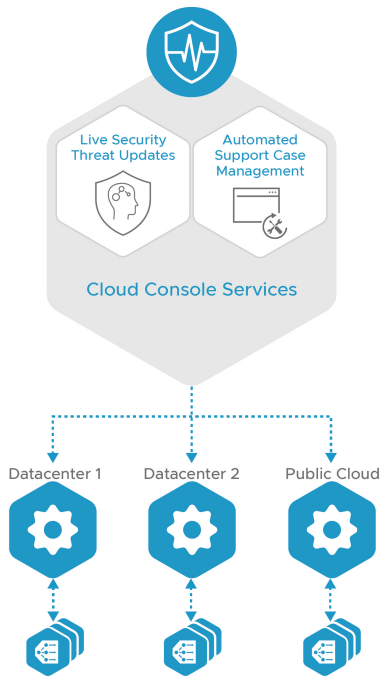 Live Security
Threat Updates
Automated
Support Case
Management
Cloud Console Services
Datacenter 1
Datacenter 2
Public Cloud